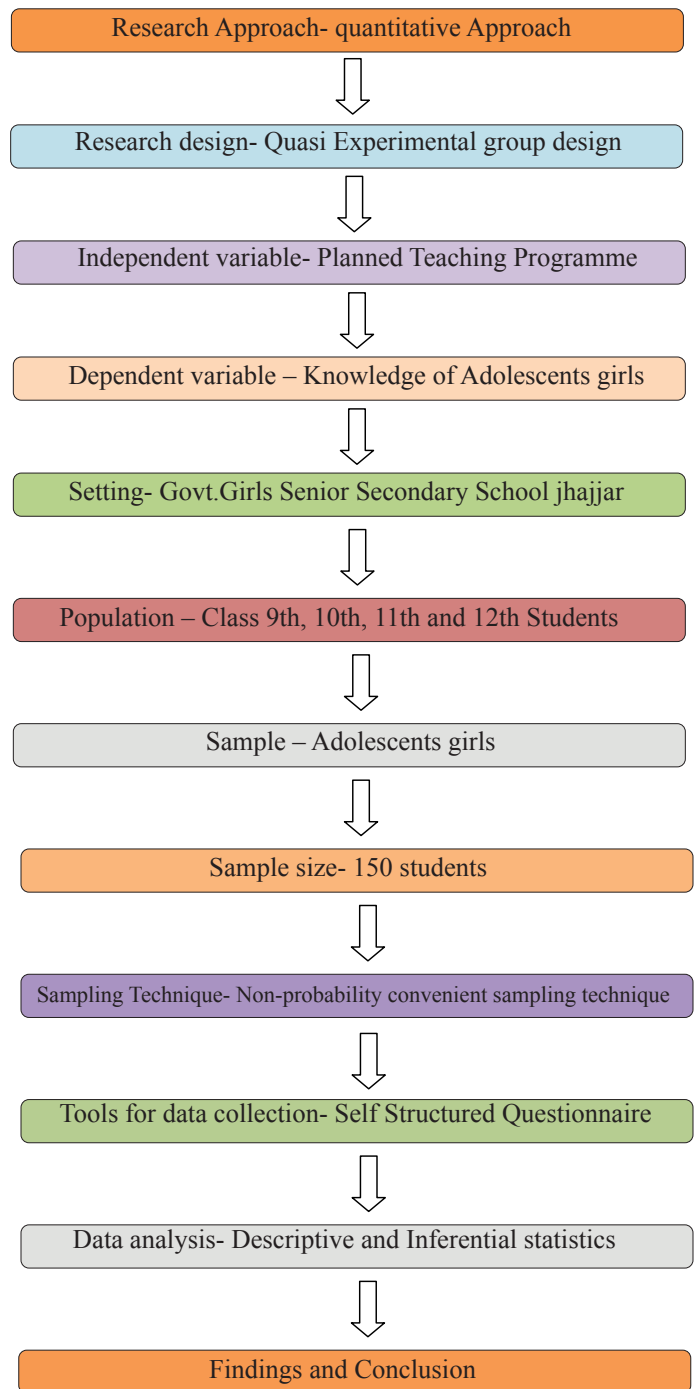 Research Approach- quantitative Approach
Research design- Quasi Experimental group design
Independent variable- Planned Teaching Programme
Dependent variable – Knowledge of Adolescents girls
Setting- Govt.Girls Senior Secondary School jhajjar
Population – Class 9th, 10th, 11th and 12th Students
Sample – Adolescents girls
Sample size- 150 students
Sampling Technique- Non-probability convenient sampling technique
Tools for data collection- Self Structured Questionnaire
Data analysis- Descriptive and Inferential statistics
Findings and Conclusion